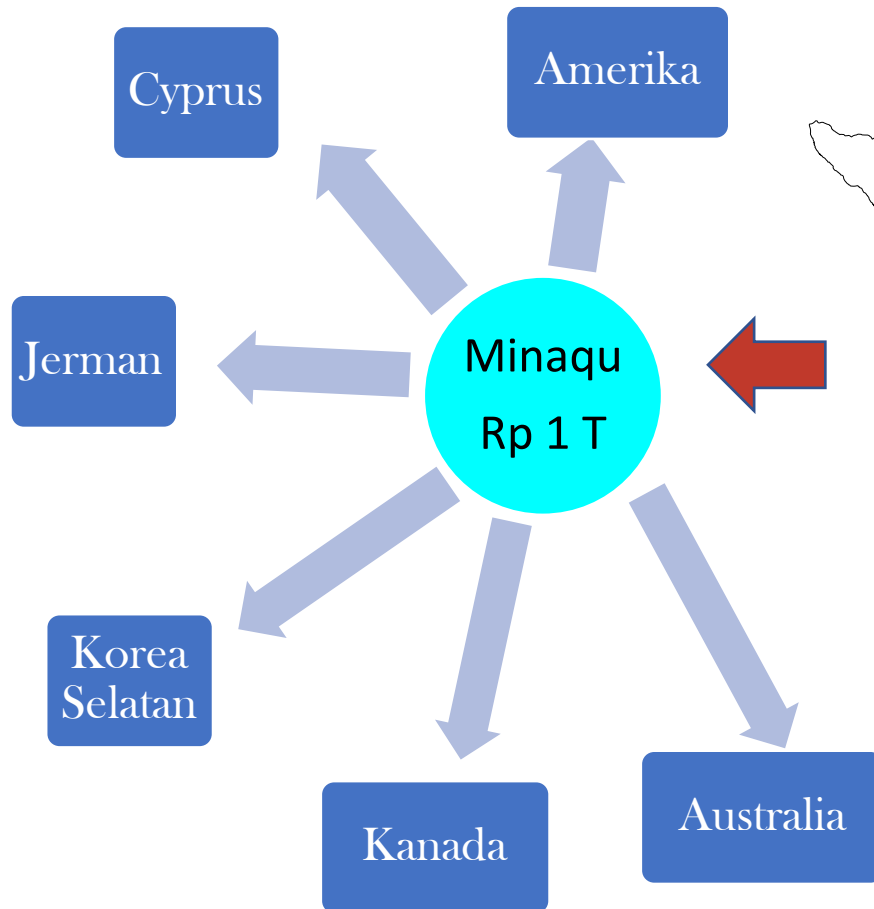 Cyprus
Amerika
Jerman
Minaqu
Rp 1 T
Korea
Selatan
Kanada
Australia